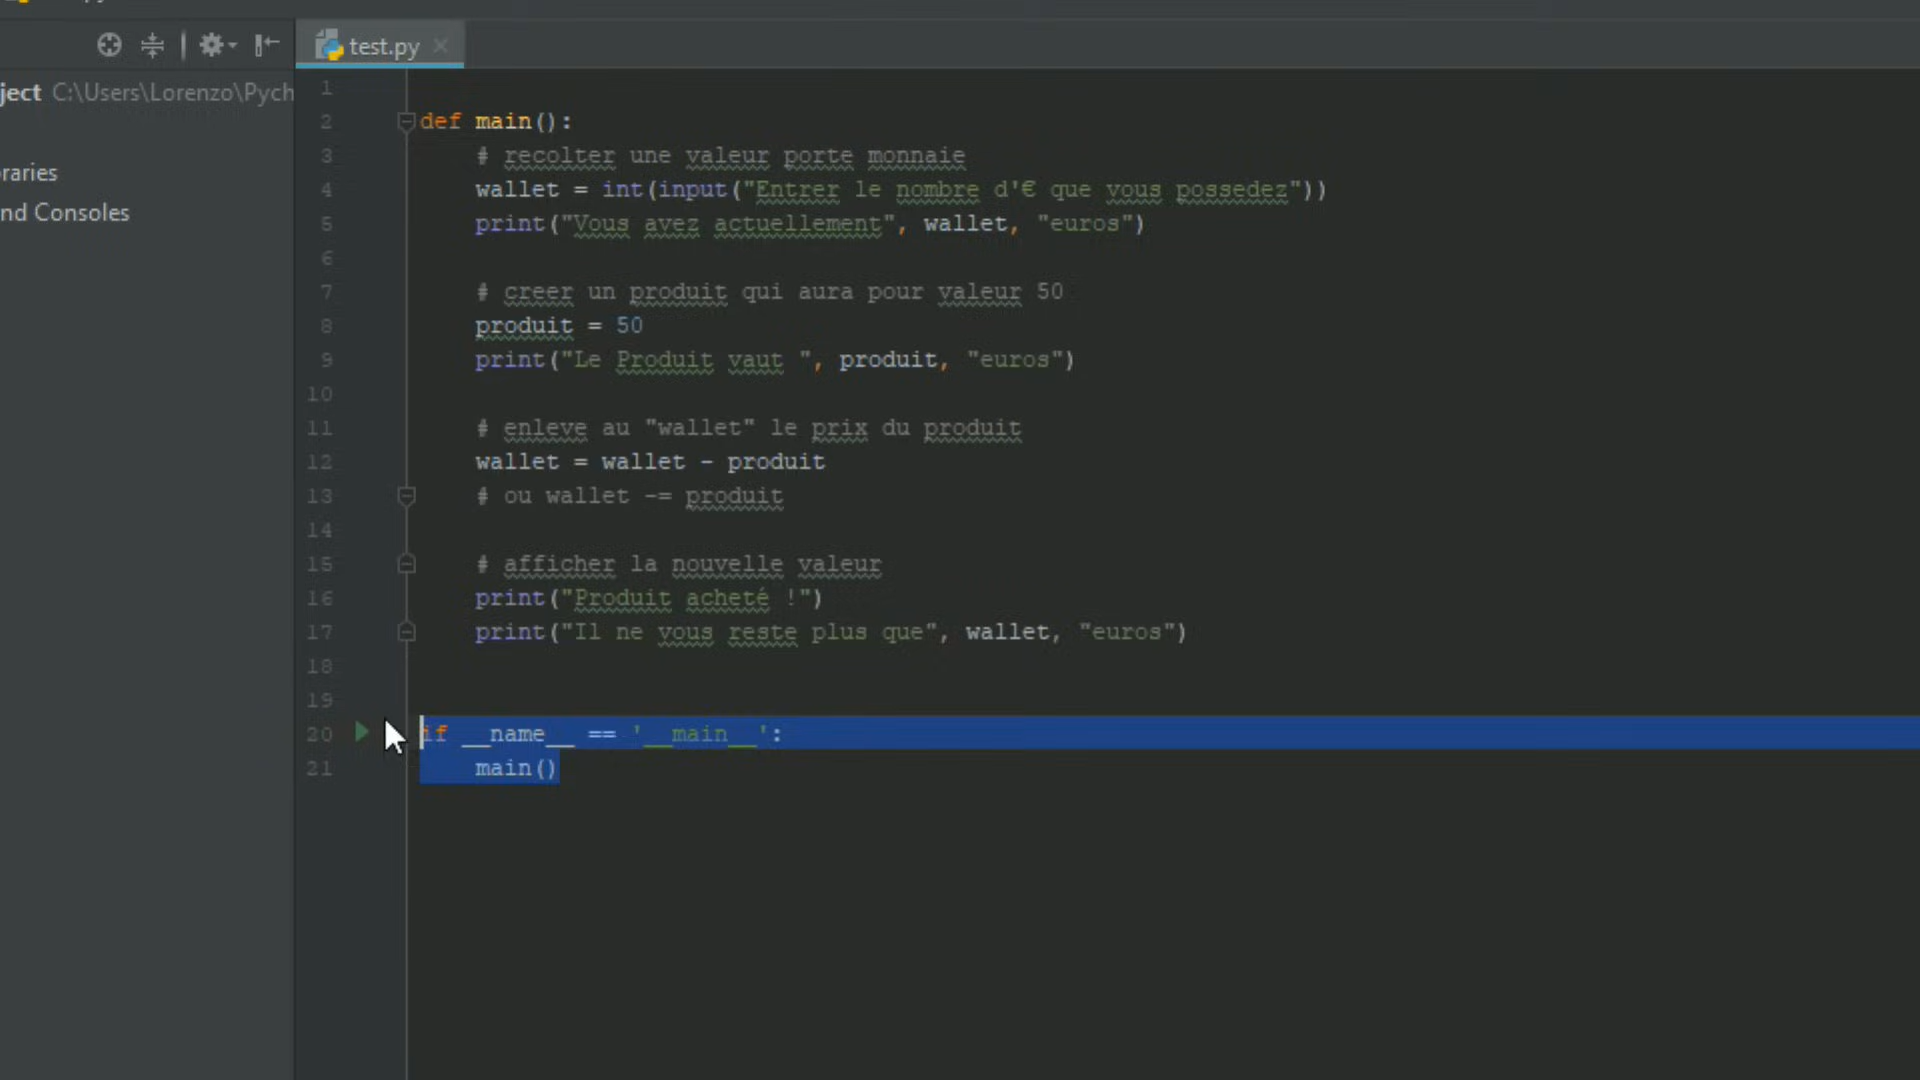 test.py
ject C:\Users\Lorenzo\Pych
raries
nd Consoles
1
2 def main():
3 # recolter une valeur porte monnaie
4 wallet = int(input("Entrer le nombre d'€ que vous possedez"))
5 print("Vous avez actuellement", wallet, "euros")
6
7 # creer un produit qui aura pour valeur 50
8 produit = 50
9 print("Le Produit vaut ", produit, "euros")
10
11 # enleve au "wallet" le prix du produit
12 wallet = wallet - produit
13 # ou wallet -= produit
14
15 # afficher la nouvelle valeur
16 print("Produit acheté !")
17 print("Il ne vous reste plus que", wallet, "euros")
18
19
20 if __name__ == '__main__':
21 main()